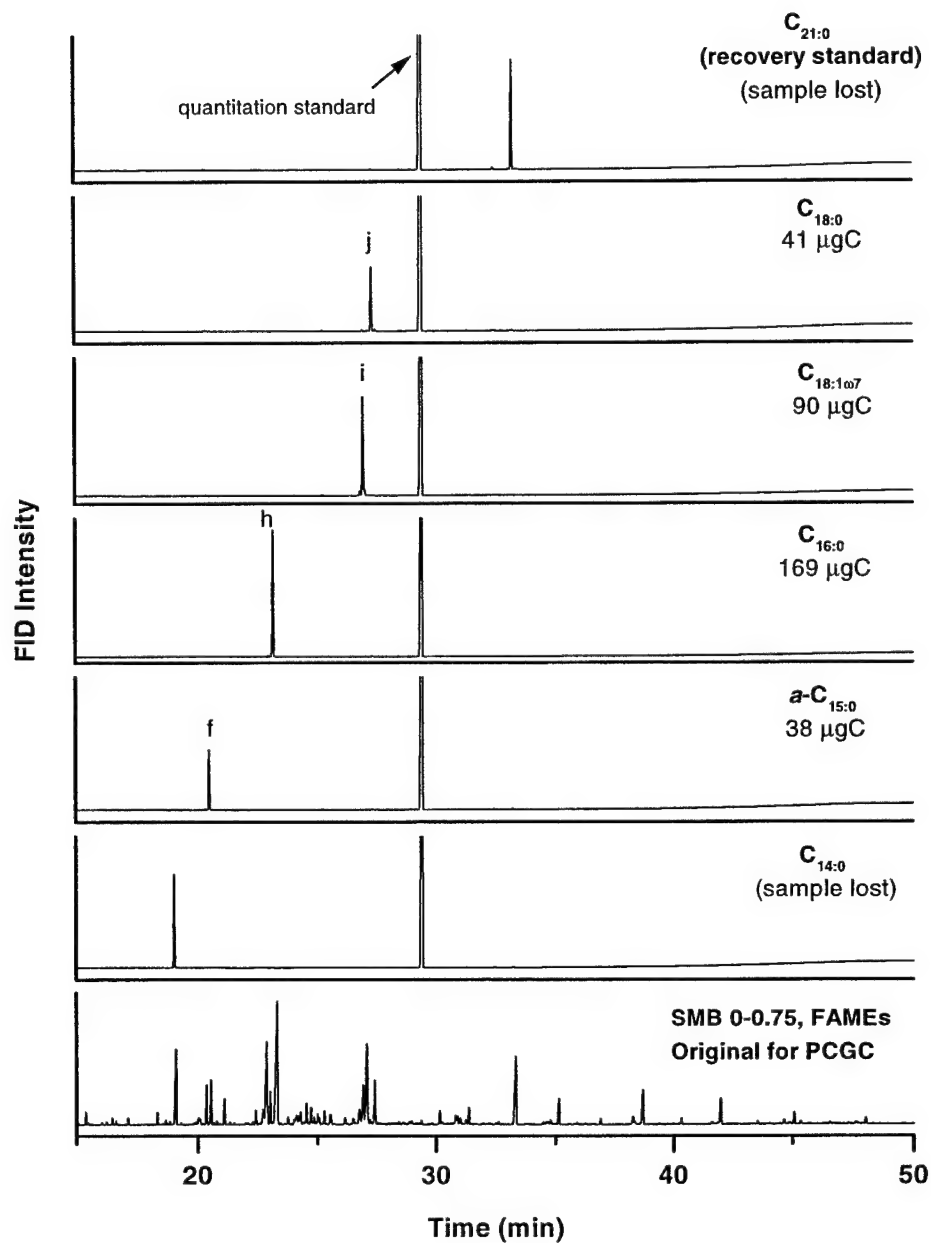 C21:0
(recovery standard)
(sample lost)
quantitation standard
C18:0
41 μgC
j
C18:1ω7
90 μgC
i
C16:0
169 μgC
h
a-C15:0
38 μgC
f
C14:0
(sample lost)
SMB 0-0.75, FAMEs
Original for PCGC
FID Intensity
20 30 40 50
Time (min)